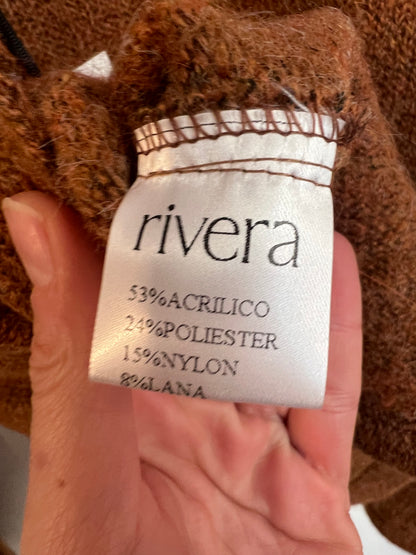 rivera
53%ACRILICO
24%POLIESTER
15%NYLON
8%LANA